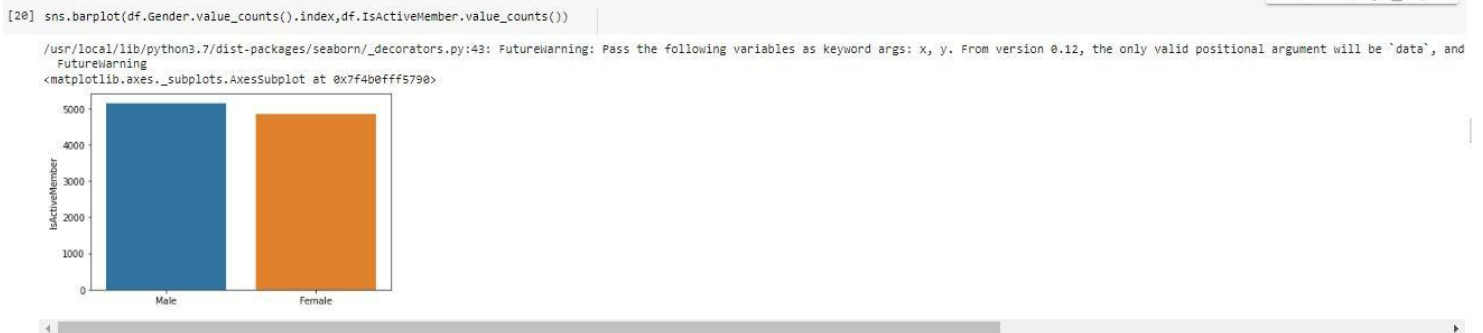 [20] sns.barplot(df.Gender.value_counts().index,df.IsActiveMember.value_counts())
/usr/local/lib/python3.7/dist-packages/seaborn/_decorators.py:43: FutureWarning: Pass the following variables as keyword args: x, y. From version 0.12, the only valid positional argument will be `data`, and
FutureWarning
<matplotlib.axes._subplots.AxesSubplot at 0x7f4b0fff5790>
5000
4000
3000
2000
1000
0
IsActiveMember
Male Female